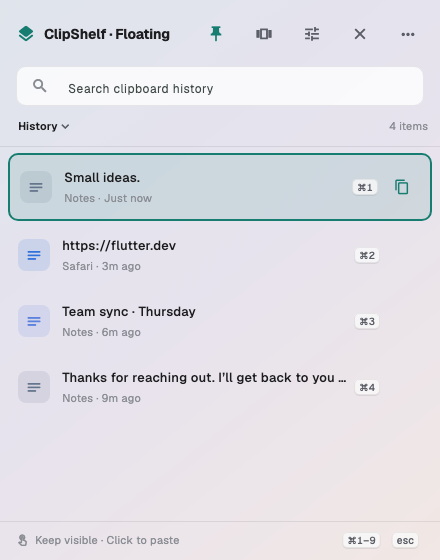 ClipShelf · Floating
Search clipboard history
History
4 items
Small ideas.
Notes · Just now
⌘1
https://flutter.dev
Safari · 3m ago
⌘2
Team sync · Thursday
Notes · 6m ago
⌘3
Thanks for reaching out. I’ll get back to you …
Notes · 9m ago
⌘4
Keep visible · Click to paste
⌘1–9
esc